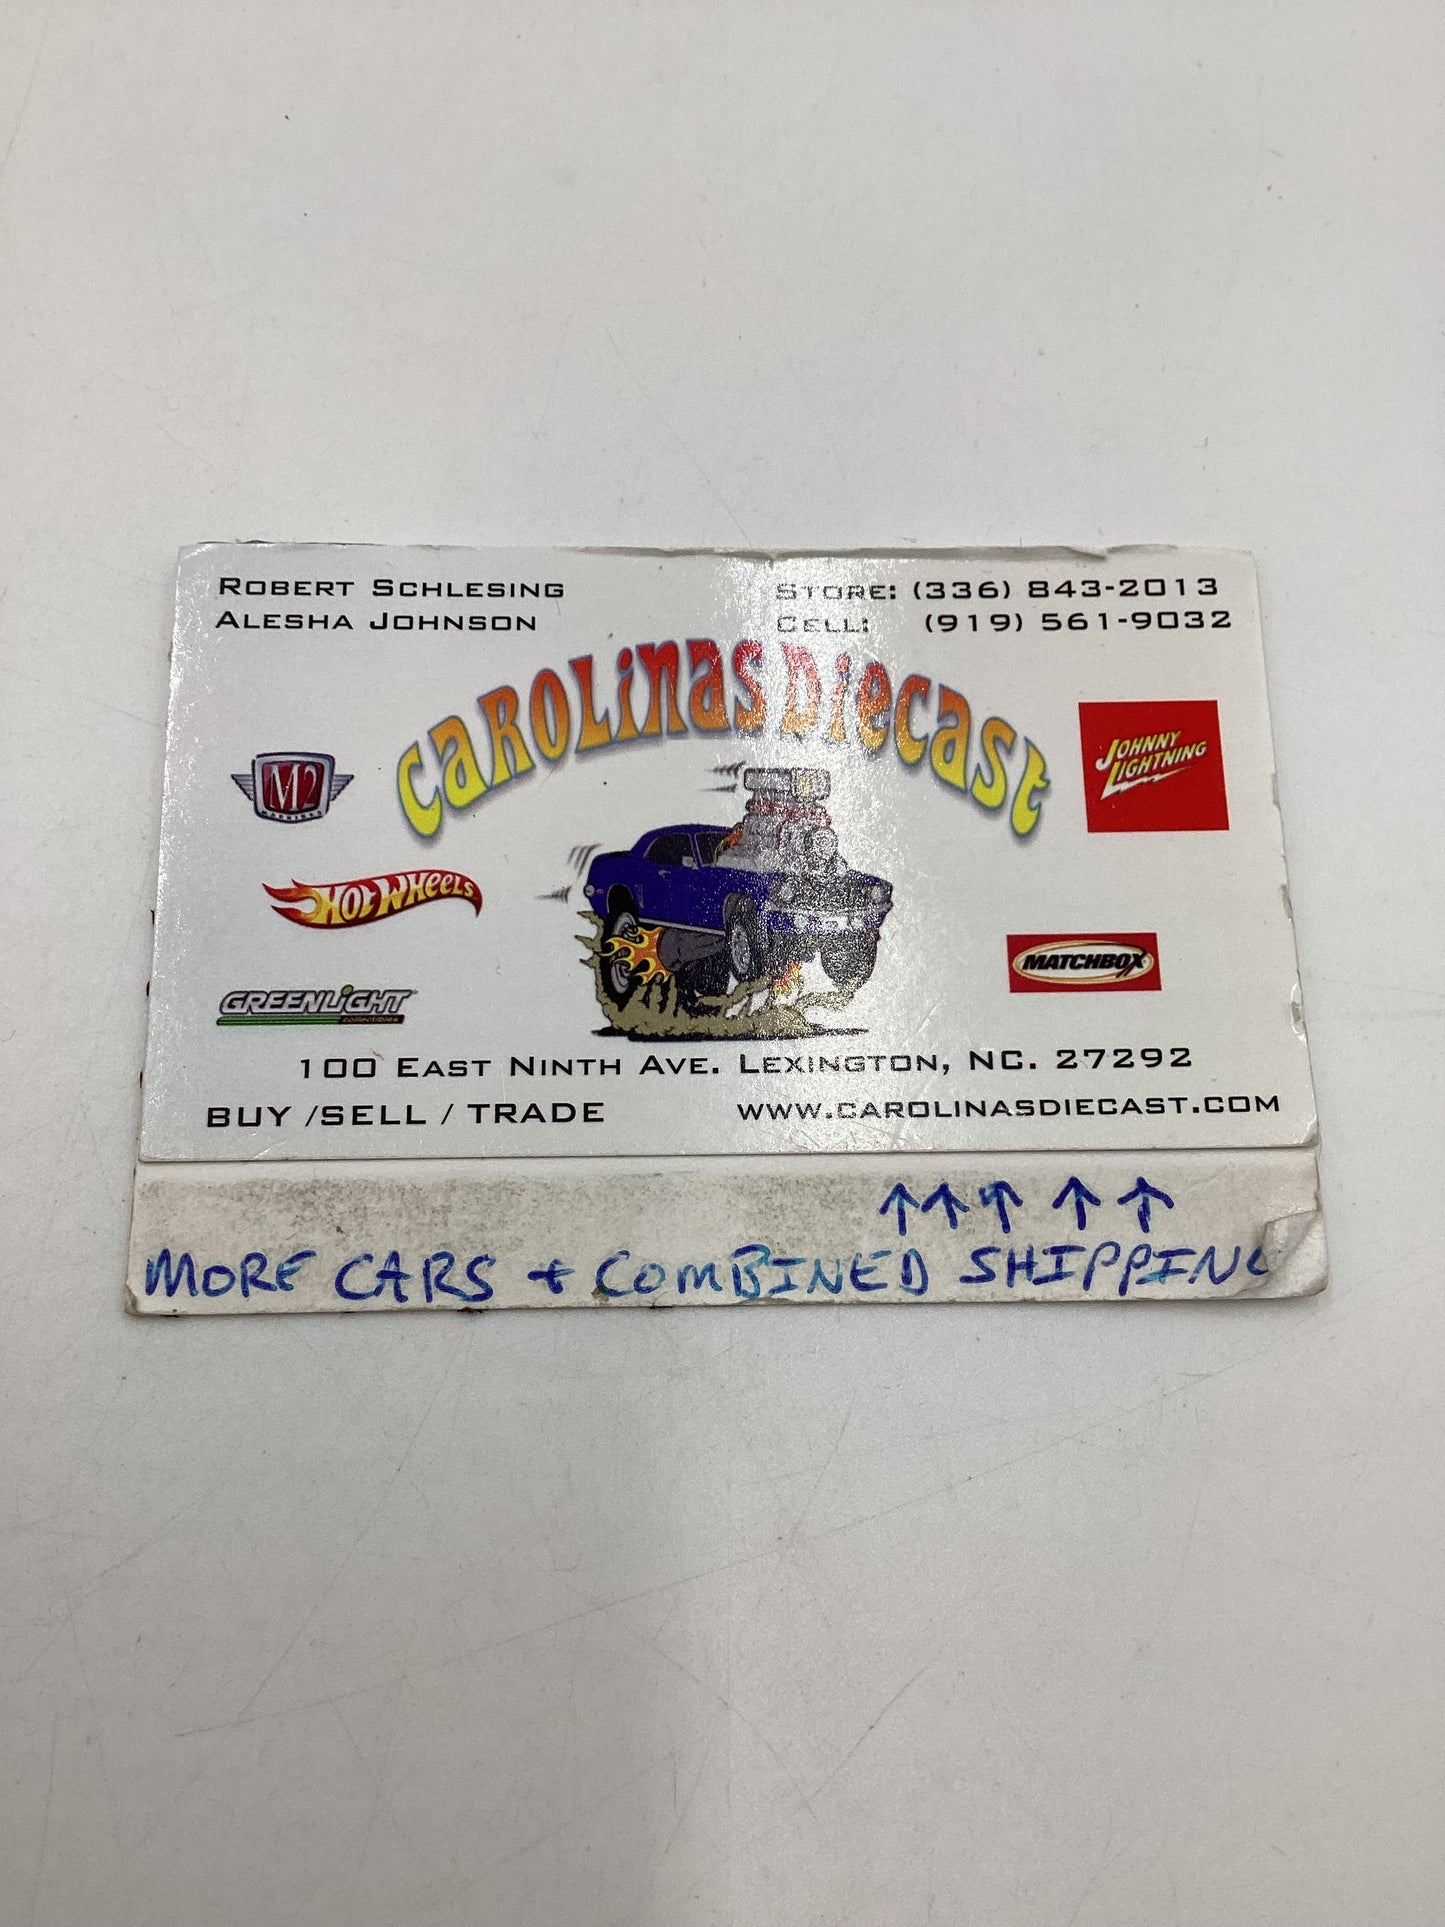 ROBERT SCHLESING
ALESHA JOHNSON
STORE: (336) 843-2013
CELL: (919) 561-9032
CAROLiNAS DiECAST
M2
MACHINES
JOHNNY
LIGHTNING
HOT WHEELS
MATCHBOX
GREENLiGHT
collectibles
100 EAST NINTH AVE. LEXINGTON, NC. 27292
BUY /SELL / TRADE
WWW.CAROLINASDIECAST.COM
↑ ↑ ↑ ↑ ↑
MORE CARS + COMBINED SHIPPING